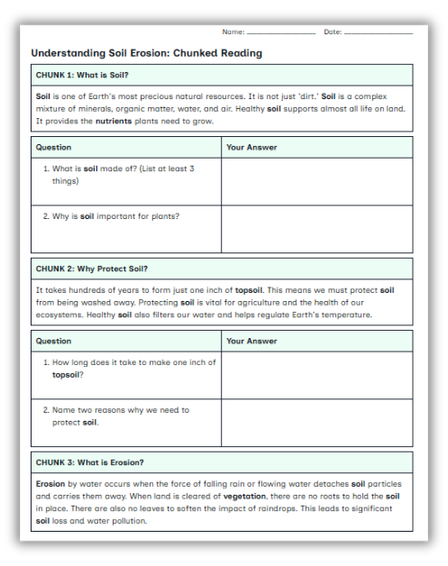 Name: ____________ Date: ____________
Understanding Soil Erosion: Chunked Reading
CHUNK 1: What is Soil?
Soil is one of Earth's most precious natural resources. It is not just 'dirt.' Soil is a complex
mixture of minerals, organic matter, water, and air. Healthy soil supports almost all life on land.
It provides the nutrients plants need to grow.
Question Your Answer
1. What is soil made of? (List at least 3
things)
2. Why is soil important for plants?
CHUNK 2: Why Protect Soil?
It takes hundreds of years to form just one inch of topsoil. This means we must protect soil
from being washed away. Protecting soil is vital for agriculture and the health of our
ecosystems. Healthy soil also filters our water and helps regulate Earth's temperature.
Question Your Answer
1. How long does it take to make one inch of
topsoil?
2. Name two reasons why we need to
protect soil.
CHUNK 3: What is Erosion?
Erosion by water occurs when the force of falling rain or flowing water detaches soil particles
and carries them away. When land is cleared of vegetation, there are no roots to hold the soil
in place. There are also no leaves to soften the impact of raindrops. This leads to significant
soil loss and water pollution.